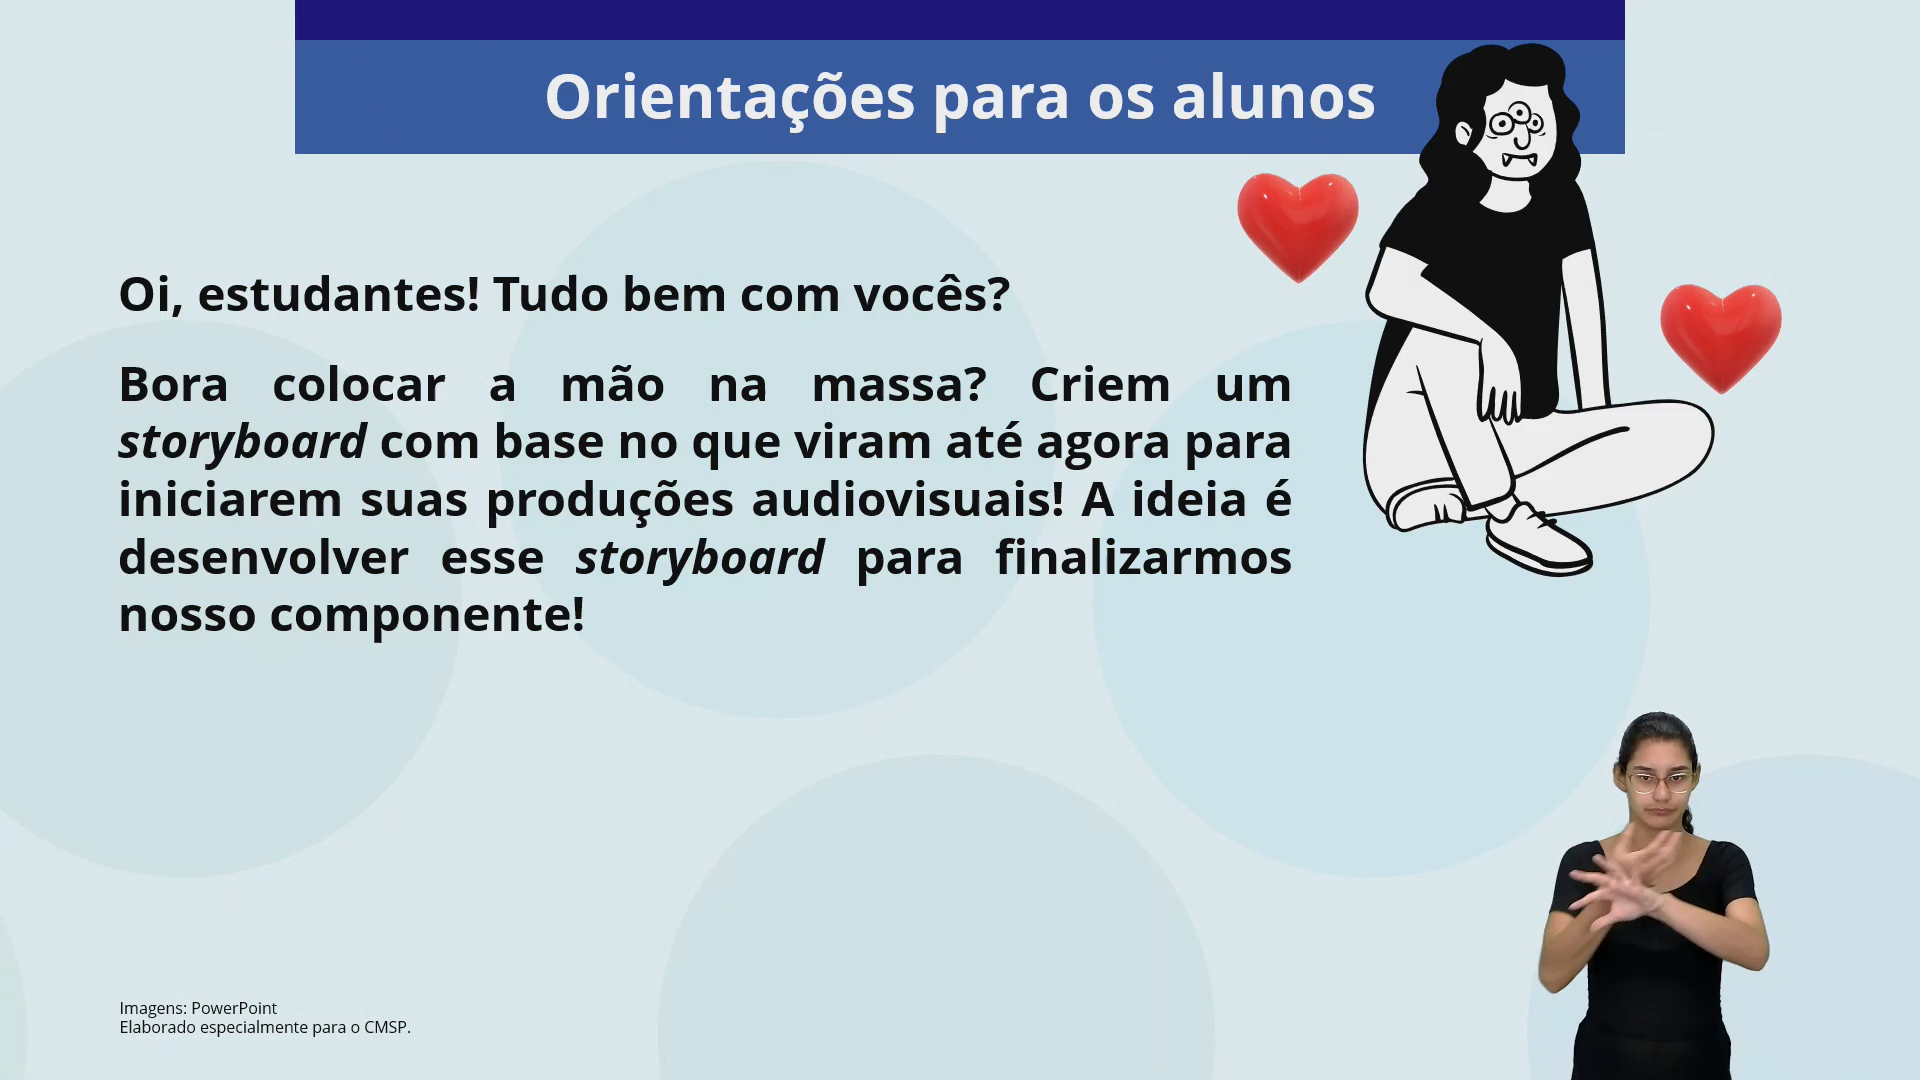 Orientações para os alunos
Oi, estudantes! Tudo bem com vocês?
Bora colocar a mão na massa? Criem um
storyboard com base no que viram até agora para
iniciarem suas produções audiovisuais! A ideia é
desenvolver esse storyboard para finalizarmos
nosso componente!
Imagens: PowerPoint
Elaborado especialmente para o CMSP.